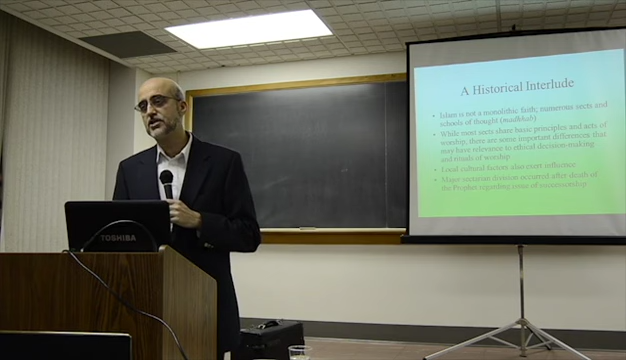 A Historical Interlude
• Islam is not a monolithic faith; numerous sects and
schools of thought (madhhab)
• While most sects share basic principles and acts of
worship, there are some important differences that
may have relevance to ethical decision-making
and rituals of worship
• Local cultural factors also exert influence
• Major sectarian division occurred after death of
the Prophet regarding issue of successorship
TOSHIBA